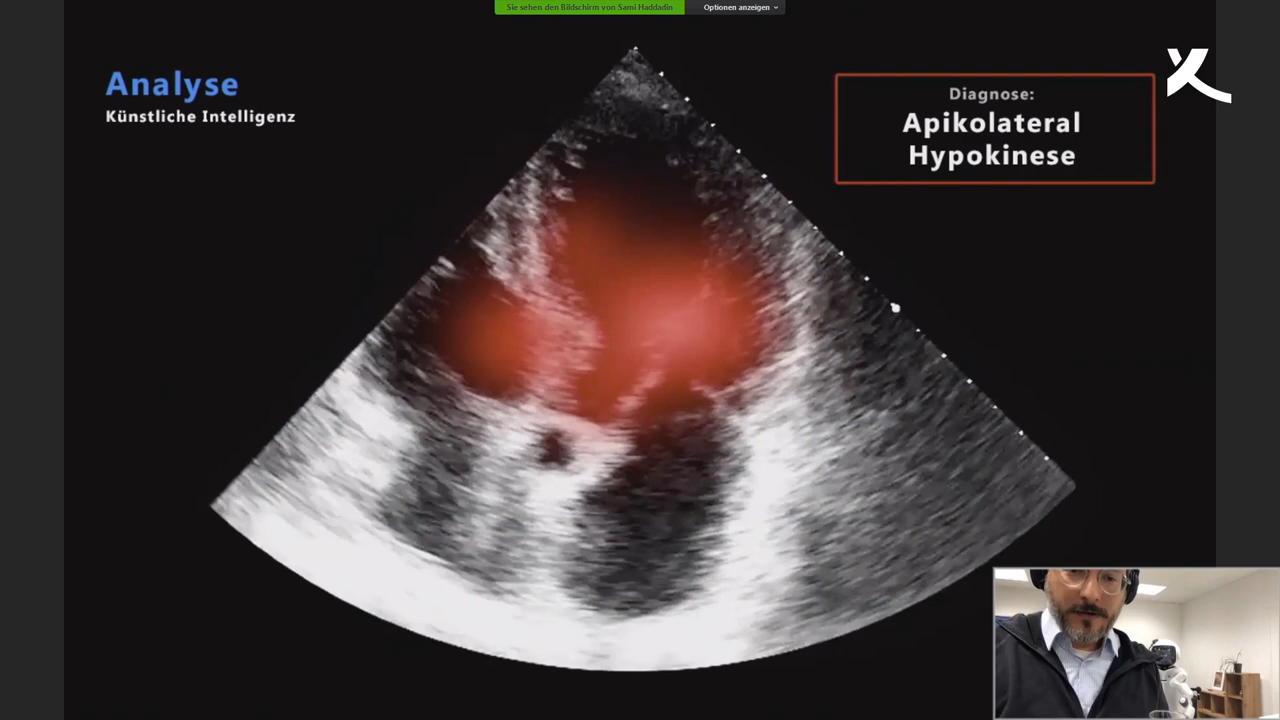 Sie sehen den Bildschirm von Sami Haddadin
Optionen anzeigen
Analyse
Künstliche Intelligenz
Diagnose:
Apikolateral
Hypokinese